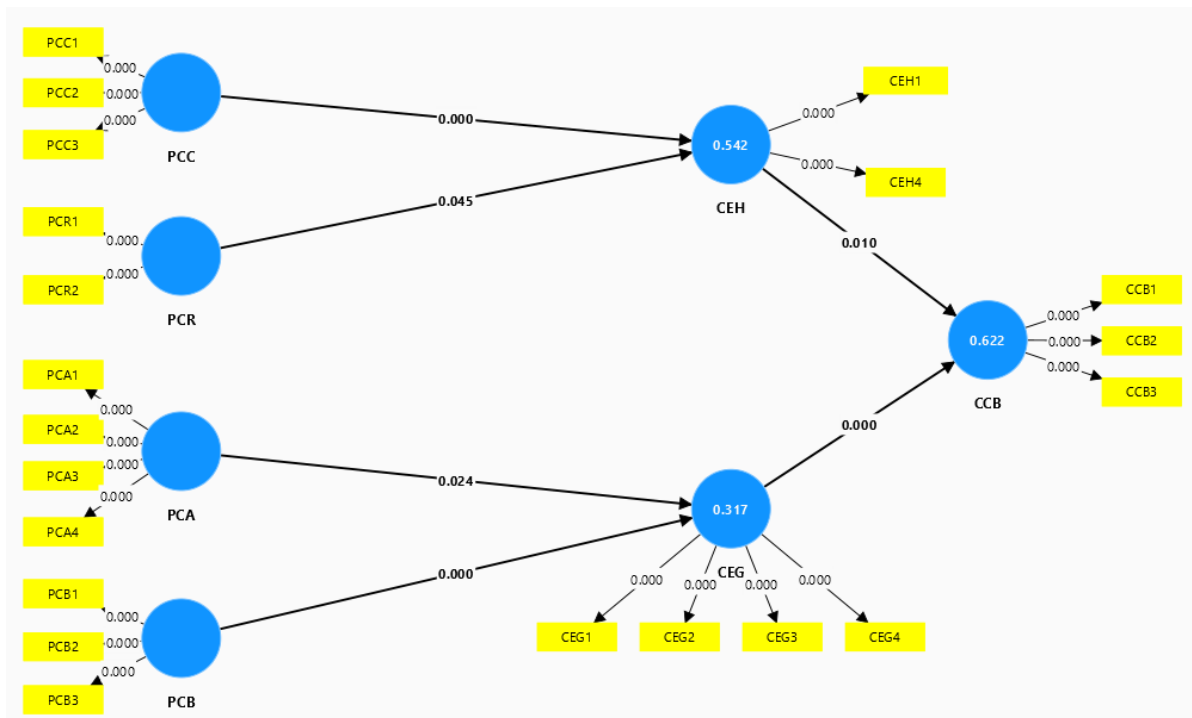 PCC1
0.000
PCC2
0.000
PCC3
0.000
PCC
PCR1
0.000
PCR2
0.000
PCR
PCA1
0.000
PCA2
0.000
PCA3
0.000
PCA4
0.000
PCA
PCB1
0.000
PCB2
0.000
PCB3
0.000
PCB
0.000
0.045
0.024
0.000
0.542
CEH
CEH1
0.000
CEH4
0.000
0.010
0.000
0.317
CEG
0.000
0.000
0.000
0.000
CEG1
CEG2
CEG3
CEG4
0.622
CCB
0.000
0.000
0.000
CCB1
CCB2
CCB3